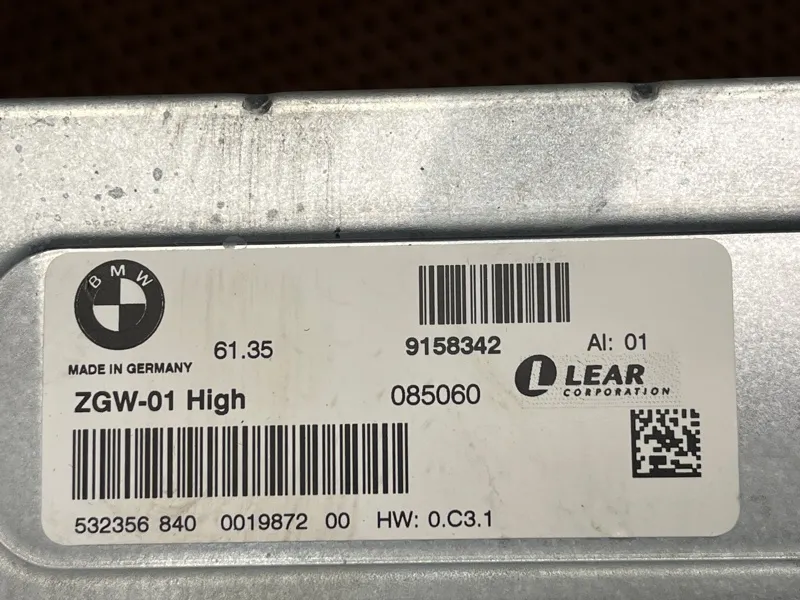 BMW
MADE IN GERMANY
61.35
9158342
AI: 01
ZGW-01 High
085060
LEAR
CORPORATION
532356 840 0019872 00 HW: 0.C3.1